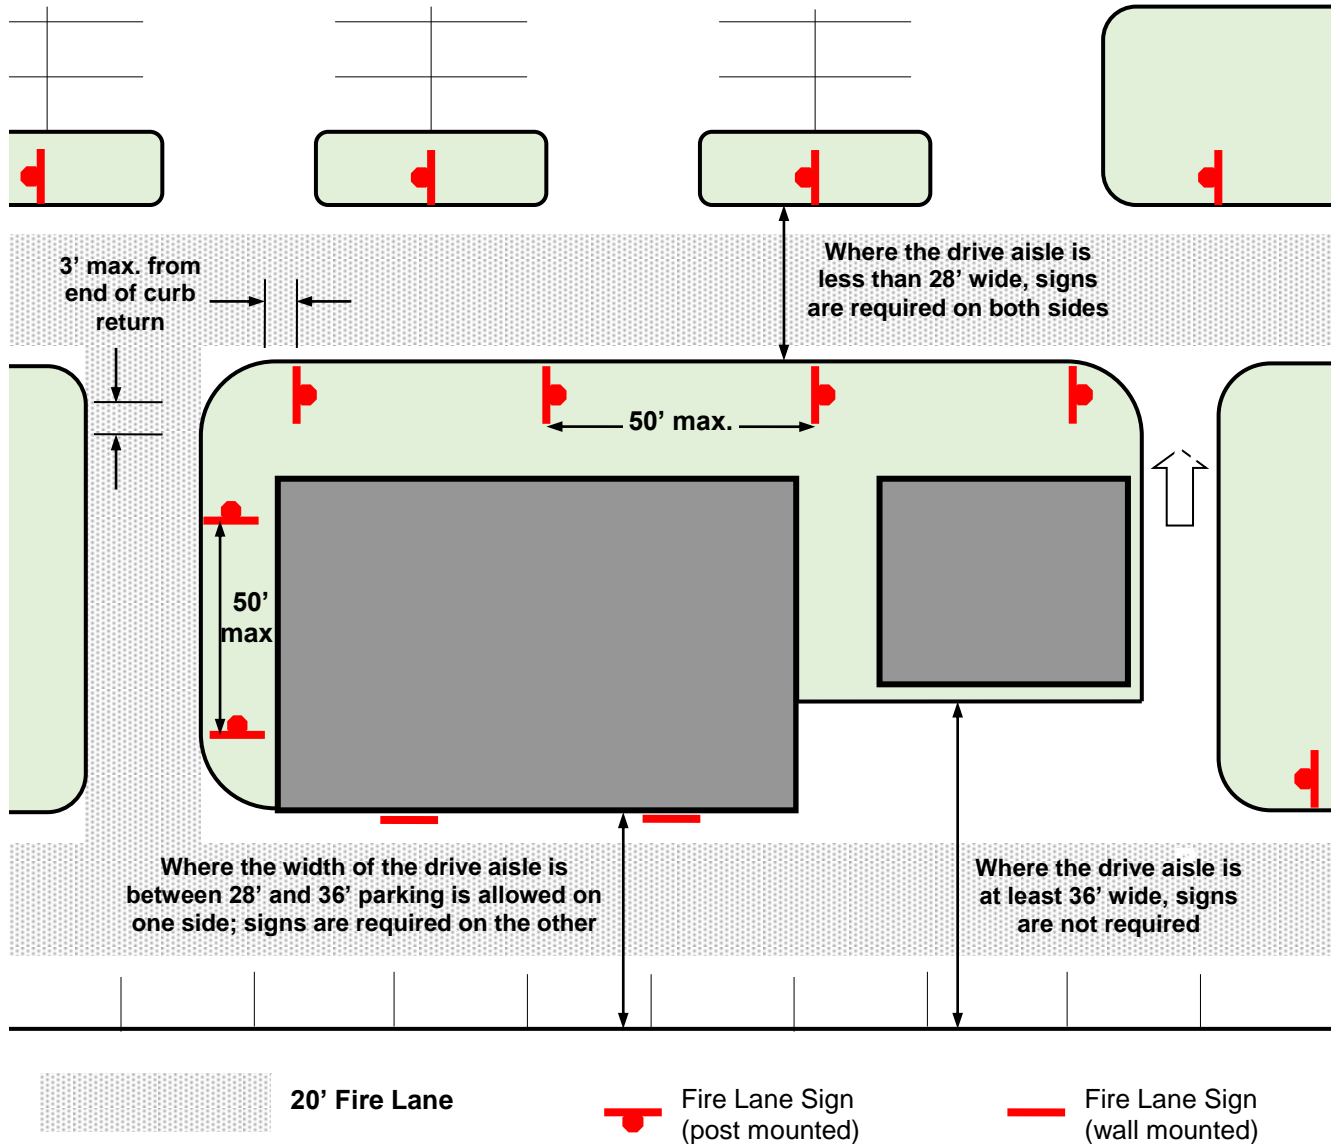 3’ max. from
end of curb
return
Where the drive aisle is
less than 28’ wide, signs
are required on both sides
50’ max.
50’
max
Where the width of the drive aisle is
between 28’ and 36’ parking is allowed on
one side; signs are required on the other
Where the drive aisle is
at least 36’ wide, signs
are not required
20’ Fire Lane
Fire Lane Sign
(post mounted)
Fire Lane Sign
(wall mounted)